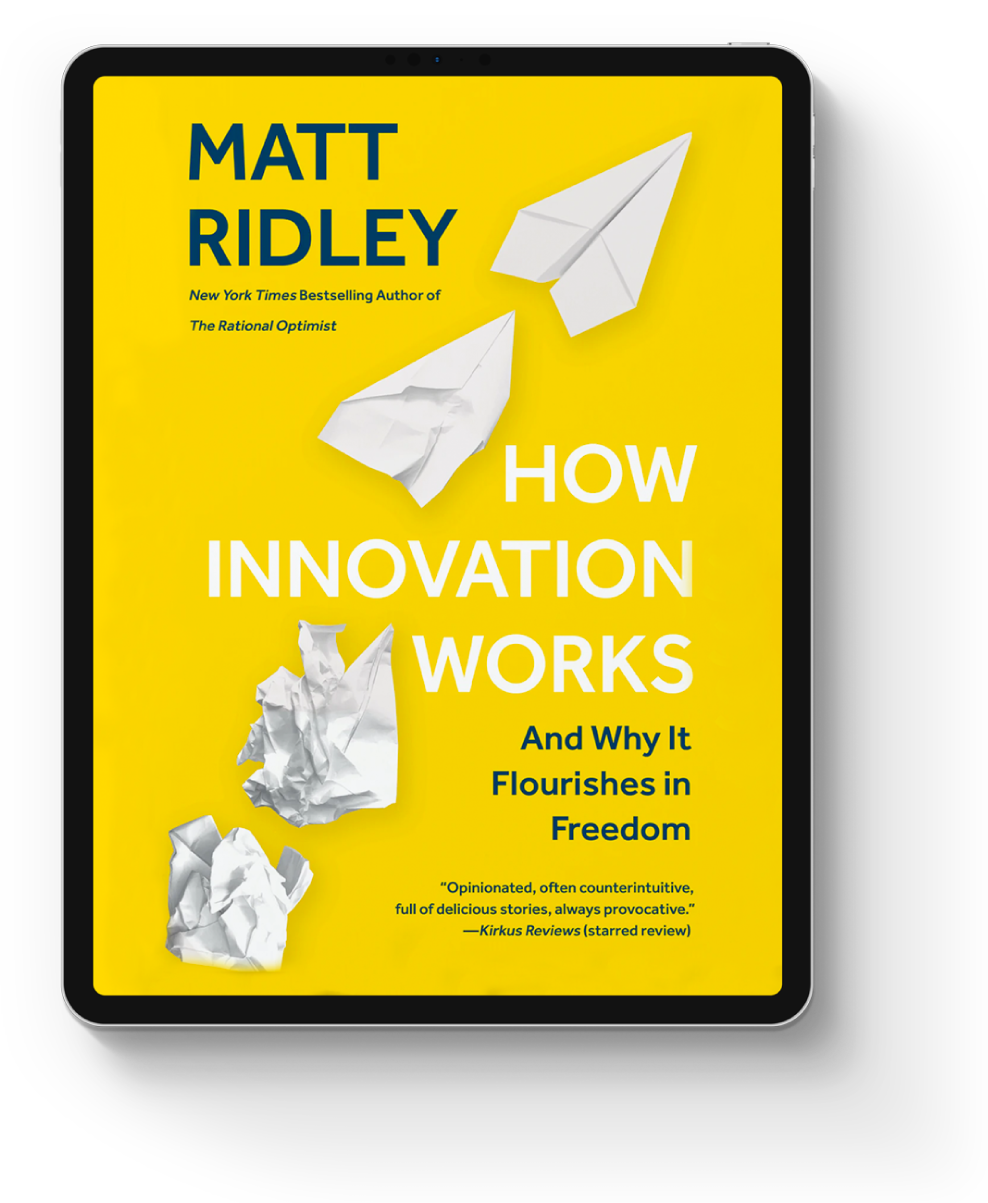 MATT
RIDLEY
New York Times Bestselling Author of
The Rational Optimist
HOW
INNOVATION
WORKS
And Why It
Flourishes in
Freedom
"Opinionated, often counterintuitive,
full of delicious stories, always provocative."
—Kirkus Reviews (starred review)